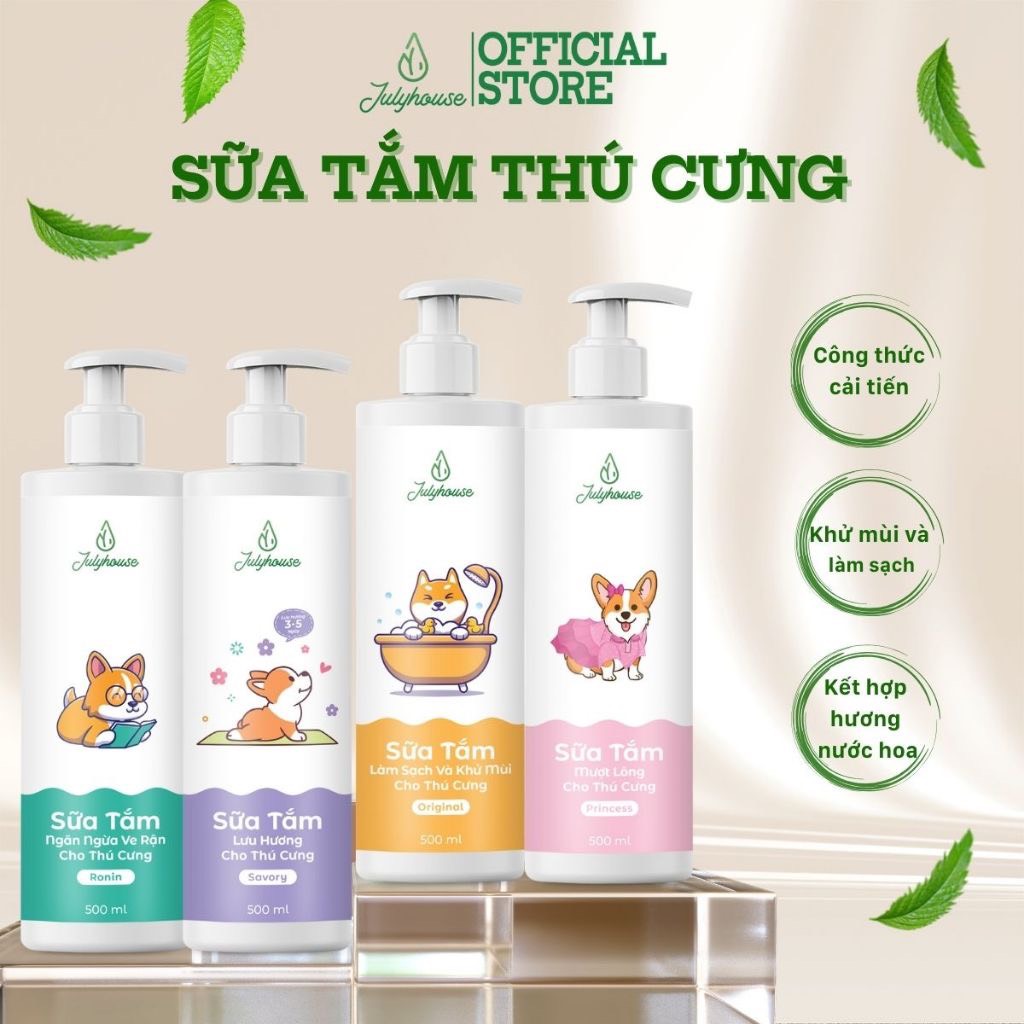 Julyhouse
OFFICIAL
STORE
SỮA TẮM THÚ CƯNG
Công thức
cải tiến
Khử mùi và
làm sạch
Kết hợp
hương
nước hoa
Julyhouse
Sữa Tắm
Ngăn Ngừa Ve Rận
Cho Thú Cưng
Ronin
500 ml
Julyhouse
Lưu hương
3-5
ngày
Sữa Tắm
Lưu Hương
Cho Thú Cưng
Savory
500 ml
Julyhouse
Sữa Tắm
Làm Sạch Và Khử Mùi
Cho Thú Cưng
Original
500 ml
Julyhouse
Sữa Tắm
Mượt Lông
Cho Thú Cưng
Princess
500 ml